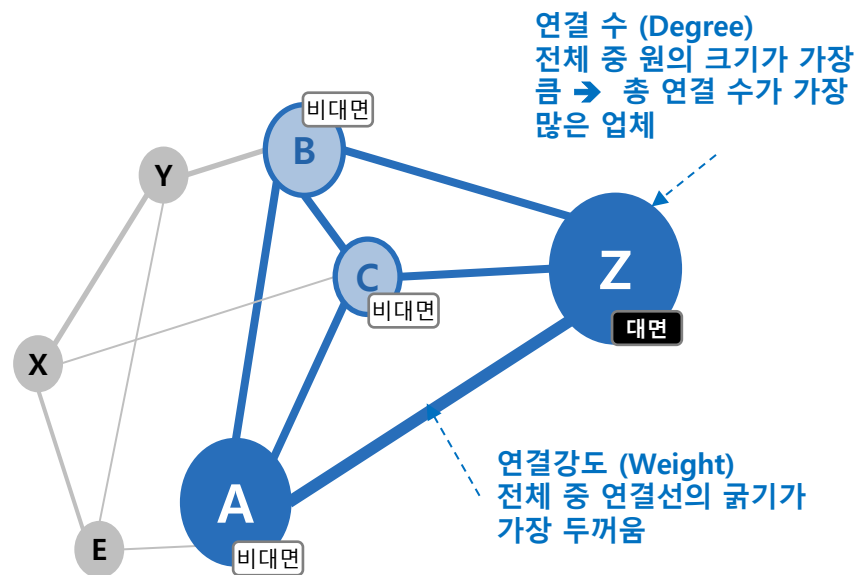 연결 수 (Degree)
전체 중 원의 크기가 가장
큼 ➔ 총 연결 수가 가장
많은 업체
비대면
B
Y
C
비대면
Z
대면
X
연결강도 (Weight)
전체 중 연결선의 굵기가
가장 두꺼움
A
비대면
E